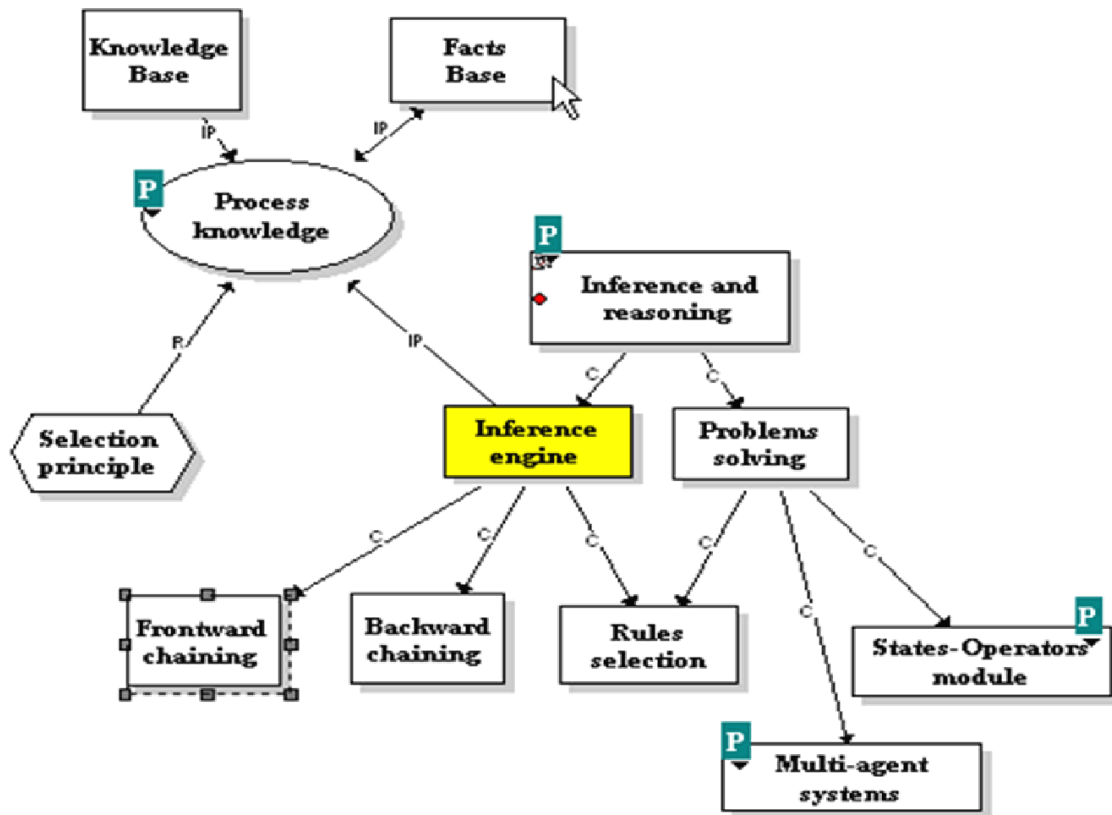 Knowledge
Base
Facts
Base
IP
IP
P
Process
knowledge
P
Inference and
reasoning
R
IP
C
C
Selection
principle
Inference
engine
Problems
solving
C
C
C
C
C
C
Frontward
chaining
Backward
chaining
Rules
selection
P
States-Operators
module
P
Multi-agent
systems